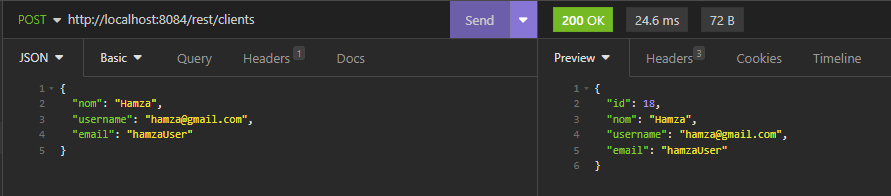 POST http://localhost:8084/rest/clients Send 200 OK 24.6 ms 72 B
JSON Basic Query Headers 1 Docs Preview Headers 3 Cookies Timeline
1 {
2 "nom": "Hamza",
3 "username": "hamza@gmail.com",
4 "email": "hamzaUser"
5 }
1 {
2 "id": 18,
3 "nom": "Hamza",
4 "username": "hamza@gmail.com",
5 "email": "hamzaUser"
6 }